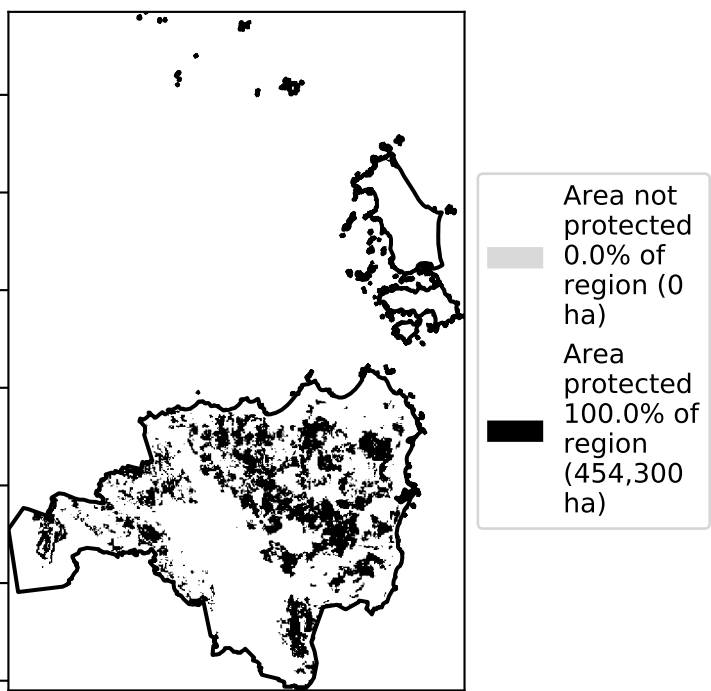 Area not
protected
0.0% of
region (0
ha)
Area
protected
100.0% of
region
(454,300
ha)